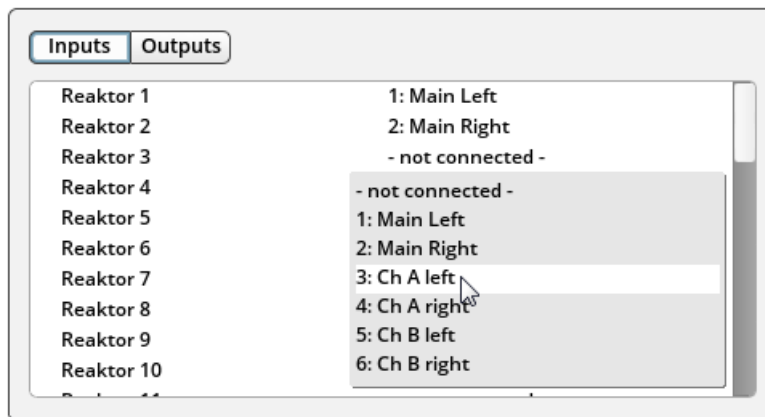 Inputs Outputs
Reaktor 1 1: Main Left
Reaktor 2 2: Main Right
Reaktor 3 - not connected -
Reaktor 4 - not connected -
Reaktor 5 1: Main Left
Reaktor 6 2: Main Right
Reaktor 7 3: Ch A left
Reaktor 8 4: Ch A right
Reaktor 9 5: Ch B left
Reaktor 10 6: Ch B right